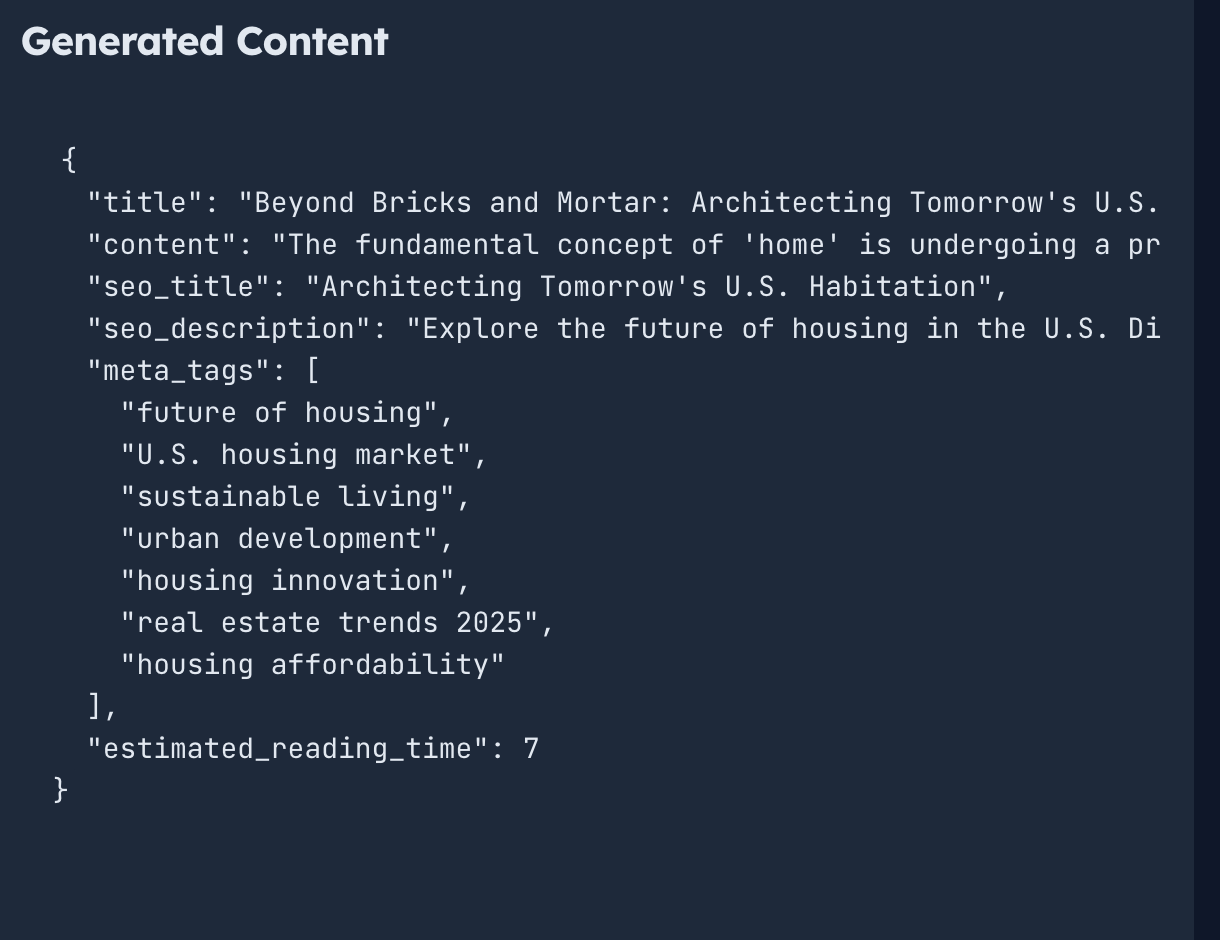 Generated Content
{
"title": "Beyond Bricks and Mortar: Architecting Tomorrow's U.S.
"content": "The fundamental concept of 'home' is undergoing a pr
"seo_title": "Architecting Tomorrow's U.S. Habitation",
"seo_description": "Explore the future of housing in the U.S. Di
"meta_tags": [
"future of housing",
"U.S. housing market",
"sustainable living",
"urban development",
"housing innovation",
"real estate trends 2025",
"housing affordability"
],
"estimated_reading_time": 7
}